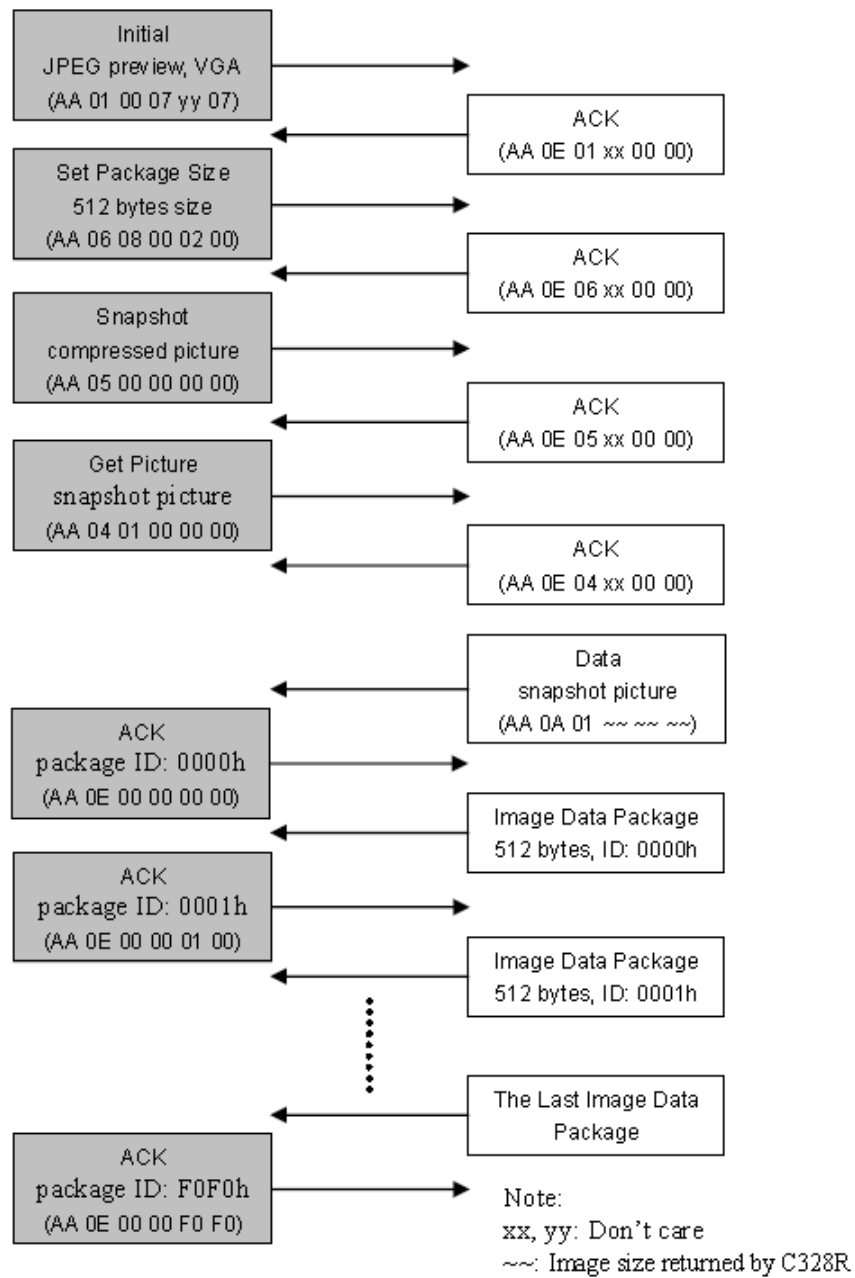 Initial
JPEG preview, VGA
(AA 01 00 07 yy 07)
ACK
(AA 0E 01 xx 00 00)
Set Package Size
512 bytes size
(AA 06 08 00 02 00)
ACK
(AA 0E 06 xx 00 00)
Snapshot
compressed picture
(AA 05 00 00 00 00)
ACK
(AA 0E 05 xx 00 00)
Get Picture
snapshot picture
(AA 04 01 00 00 00)
ACK
(AA 0E 04 xx 00 00)
Data
snapshot picture
(AA 0A 01 ~~ ~~ ~~)
ACK
package ID: 0000h
(AA 0E 00 00 00 00)
Image Data Package
512 bytes, ID: 0000h
ACK
package ID: 0001h
(AA 0E 00 00 01 00)
Image Data Package
512 bytes, ID: 0001h
The Last Image Data
Package
ACK
package ID: F0F0h
(AA 0E 00 00 F0 F0)
Note:
xx, yy: Don't care
~~: Image size returned by C328R